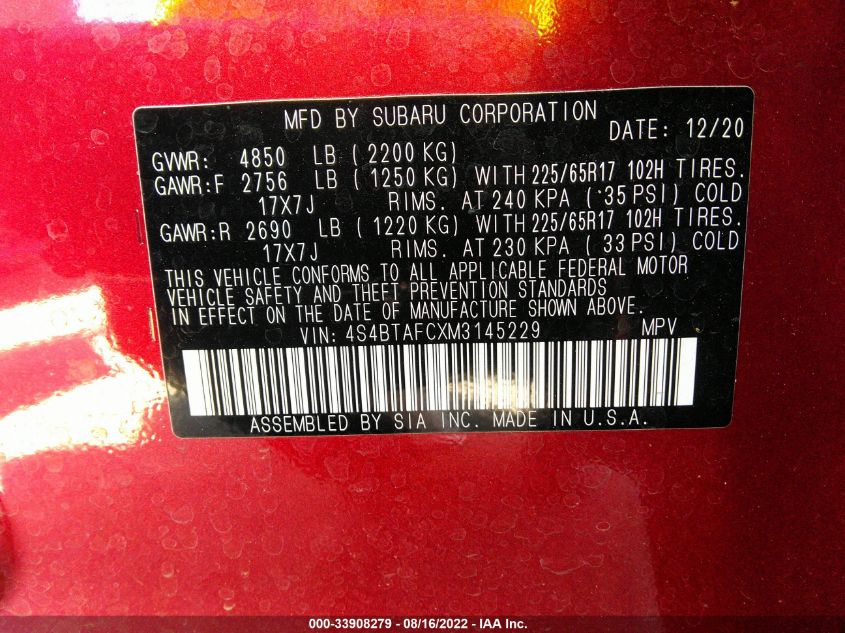 MFD BY SUBARU CORPORATION
DATE: 12/20
GVWR: 4850 LB ( 2200 KG)
GAWR:F 2756 LB ( 1250 KG) WITH 225/65R17 102H TIRES.
17X7J RIMS. AT 240 KPA ( 35 PSI) COLD
GAWR:R 2690 LB ( 1220 KG) WITH 225/65R17 102H TIRES.
17X7J RIMS. AT 230 KPA ( 33 PSI) COLD
THIS VEHICLE CONFORMS TO ALL APPLICABLE FEDERAL MOTOR
VEHICLE SAFETY AND THEFT PREVENTION STANDARDS
IN EFFECT ON THE DATE OF MANUFACTURE SHOWN ABOVE.
VIN: 4S4BTAFCXM3145229 MPV
ASSEMBLED BY SIA INC. MADE IN U.S.A.
000-33908279 - 08/16/2022 - IAA Inc.